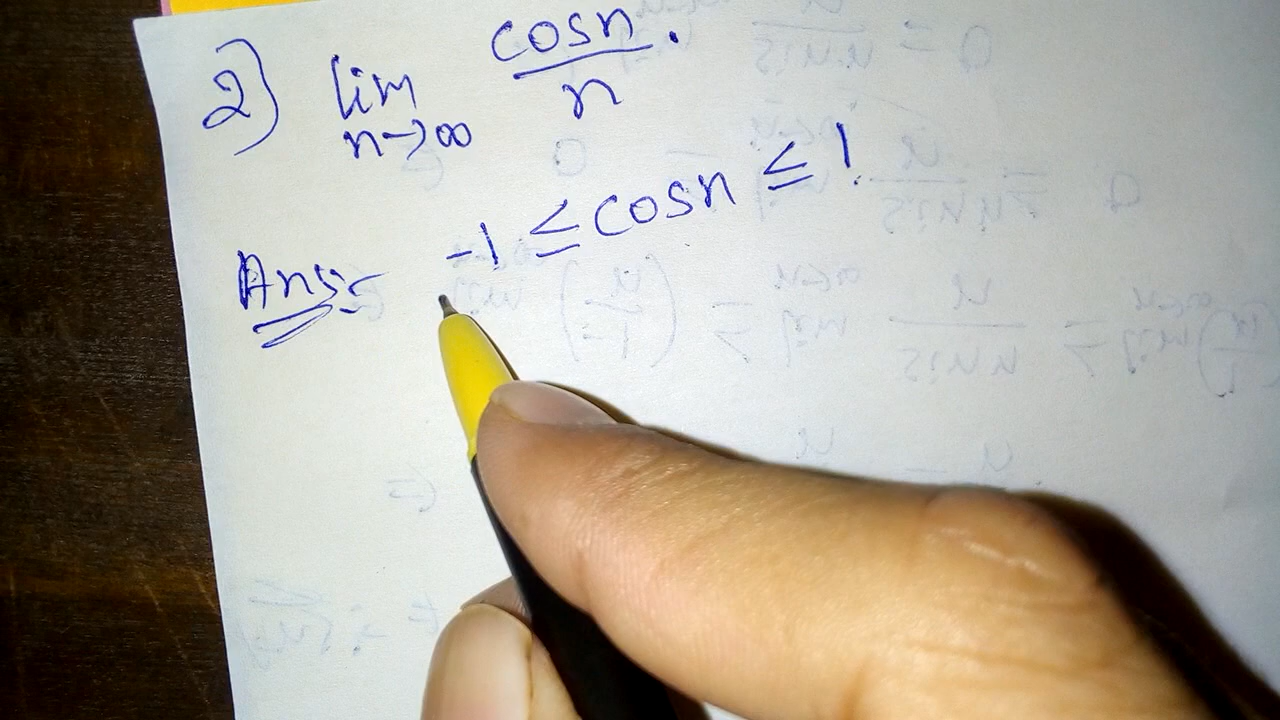 2) lim n→∞ cosn/n.
Ans:- -1 ≤ cosn ≤ 1